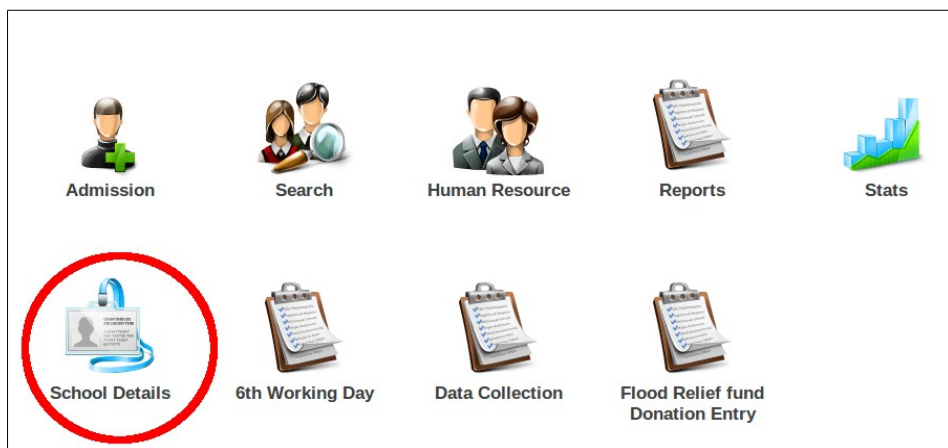 Admission
Search
Human Resource
Reports
Stats
School Details
6th Working Day
Data Collection
Flood Relief fund
Donation Entry